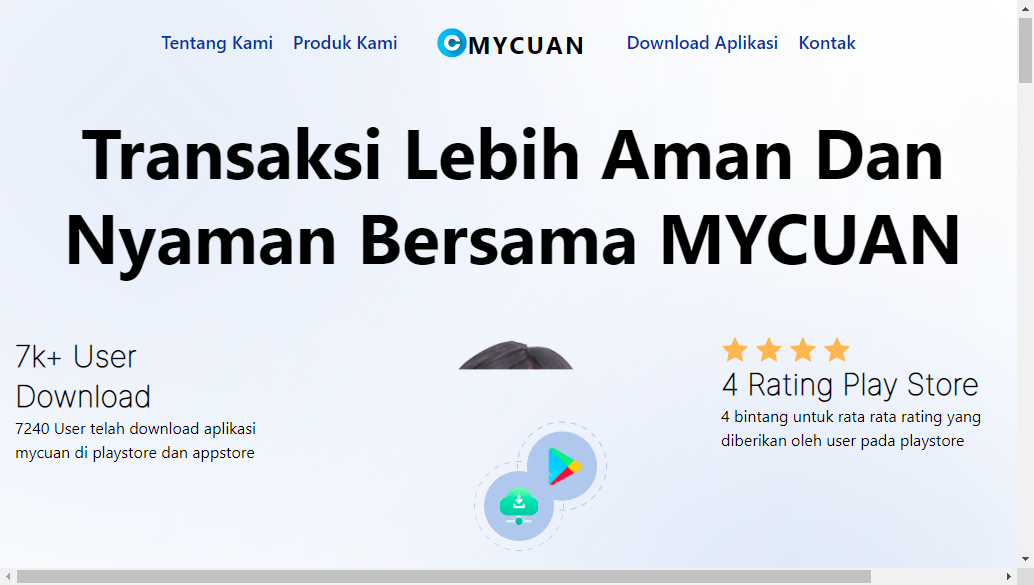 Tentang Kami Produk Kami MYCUAN Download Aplikasi Kontak
Transaksi Lebih Aman Dan
Nyaman Bersama MYCUAN
7k+ User
Download
7240 User telah download aplikasi
mycuan di playstore dan appstore
4 Rating Play Store
4 bintang untuk rata rata rating yang
diberikan oleh user pada playstore